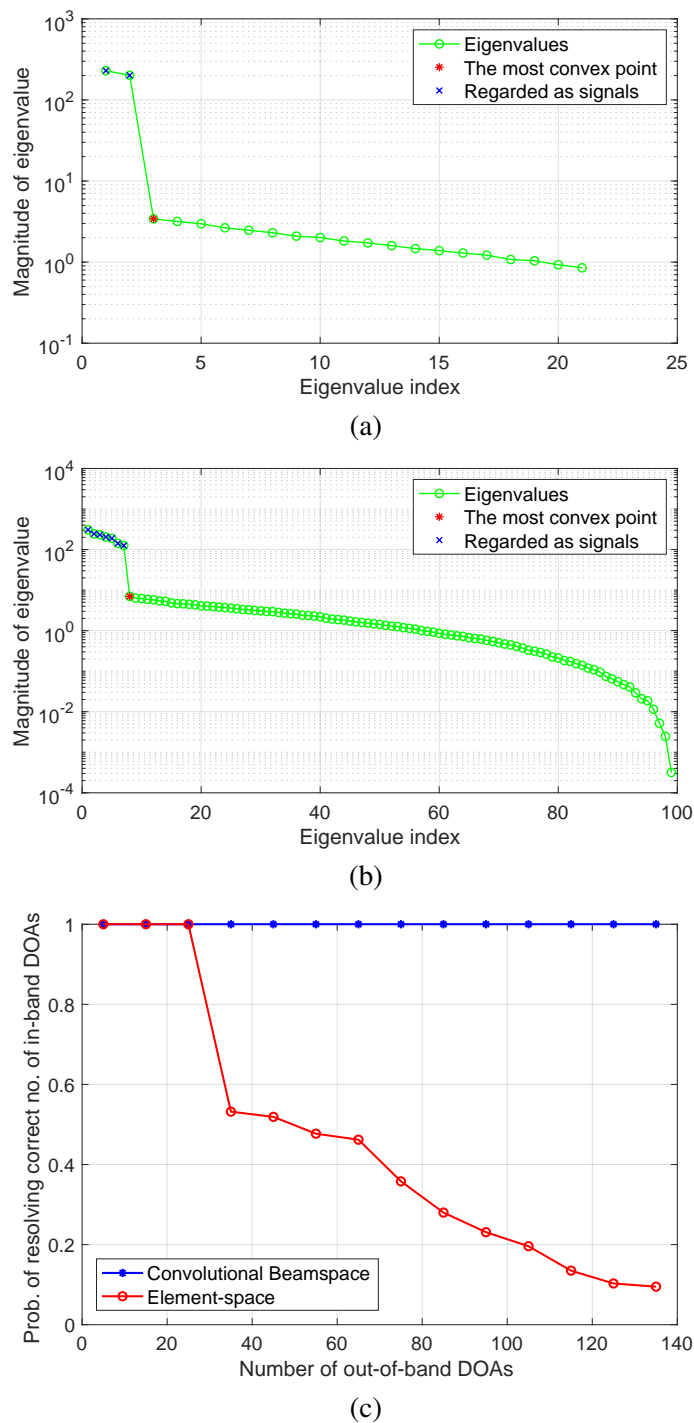 10^3
10^2
10^1
10^0
10^-1
Magnitude of eigenvalue
Eigenvalues
The most convex point
Regarded as signals
0 5 10 15 20 25
Eigenvalue index
(a)
10^4
10^2
10^0
10^-2
10^-4
Magnitude of eigenvalue
Eigenvalues
The most convex point
Regarded as signals
0 20 40 60 80 100
Eigenvalue index
(b)
1
0.8
0.6
0.4
0.2
0
Prob. of resolving correct no. of in-band DOAs
Convolutional Beamspace
Element-space
0 20 40 60 80 100 120 140
Number of out-of-band DOAs
(c)